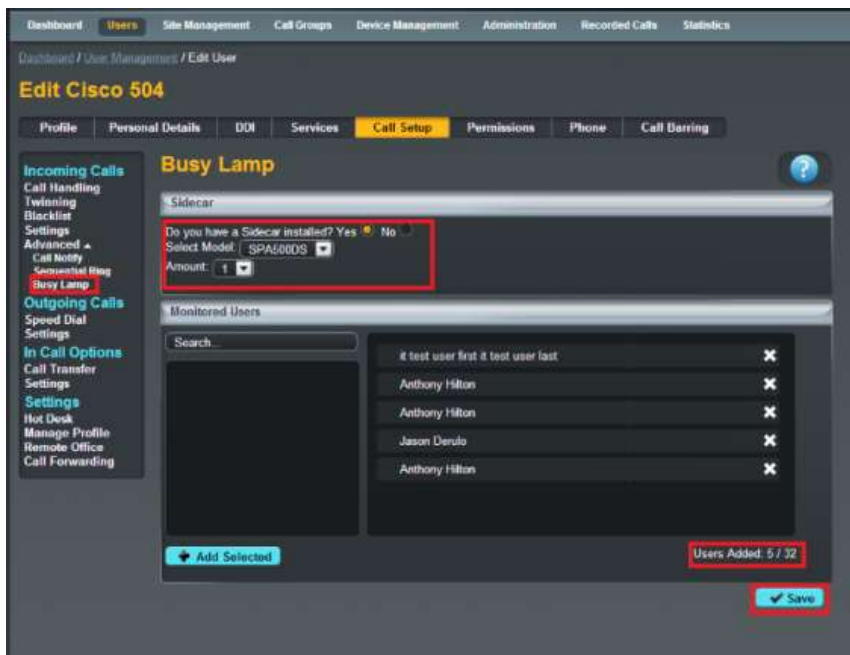 Dashboard Users Site Management Call Groups Device Management Administration Recorded Calls Statistics
Dashboard / User Management / Edit User
Edit Cisco 504
Profile Personal Details DDI Services Call Setup Permissions Phone Call Barring
Incoming Calls
Call Handling
Twinning
Blacklist
Settings
Advanced
Call Notify
Sequential Ring
Busy Lamp
Outgoing Calls
Speed Dial
Settings
In Call Options
Call Transfer
Settings
Settings
Hot Desk
Manage Profile
Remote Office
Call Forwarding
Busy Lamp
?
Sidecar
Do you have a Sidecar installed? Yes No
Select Model: SPA500DS
Amount: 1
Monitored Users
Search...
it test user first it test user last
Anthony Hilton
Anthony Hilton
Jason Derulo
Anthony Hilton
Add Selected
Users Added: 5 / 32
Save